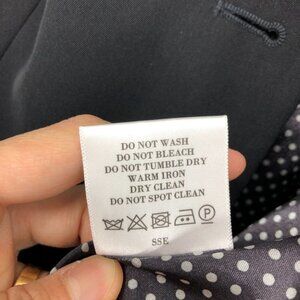 DO NOT WASH
DO NOT BLEACH
DO NOT TUMBLE DRY
WARM IRON
DRY CLEAN
DO NOT SPOT CLEAN
P
SSE